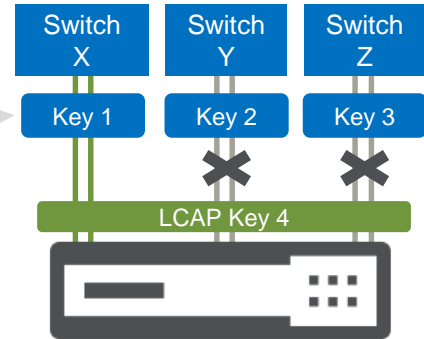 Switch
X
Switch
Y
Switch
Z
Key 1
Key 2
Key 3
LCAP Key 4